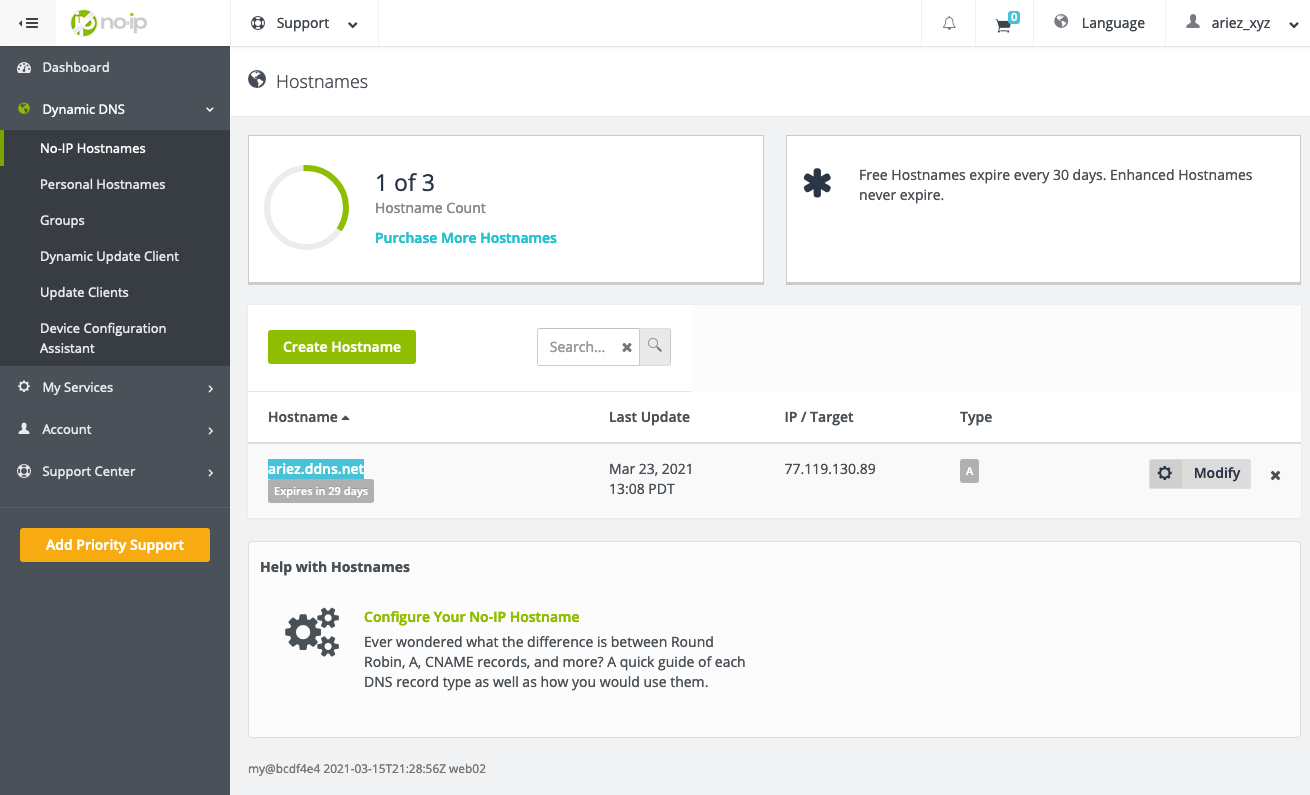 no-ip
Support
0
Language
ariez_xyz
Dashboard
Dynamic DNS
No-IP Hostnames
Personal Hostnames
Groups
Dynamic Update Client
Update Clients
Device Configuration
Assistant
My Services
Account
Support Center
Add Priority Support
Hostnames
1 of 3
Hostname Count
Purchase More Hostnames
Free Hostnames expire every 30 days. Enhanced Hostnames
never expire.
Create Hostname
Search...
Hostname Last Update IP / Target Type
ariez.ddns.net Mar 23, 2021 77.119.130.89 A Modify
Expires in 29 days 13:08 PDT
Help with Hostnames
Configure Your No-IP Hostname
Ever wondered what the difference is between Round
Robin, A, CNAME records, and more? A quick guide of each
DNS record type as well as how you would use them.
my@bcdf4e4 2021-03-15T21:28:56Z web02